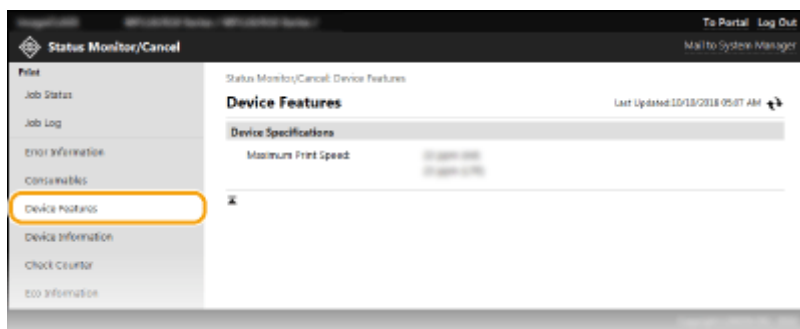 To Portal Log Out
Status Monitor/Cancel
Mail to System Manager
Print
Job Status
Job Log
Error Information
Consumables
Device Features
Device Information
Check Counter
Eco Information
Status Monitor/Cancel: Device Features
Device Features
Last Updated:10/18/2018 05:07 AM
Device Specifications
Maximum Print Speed: